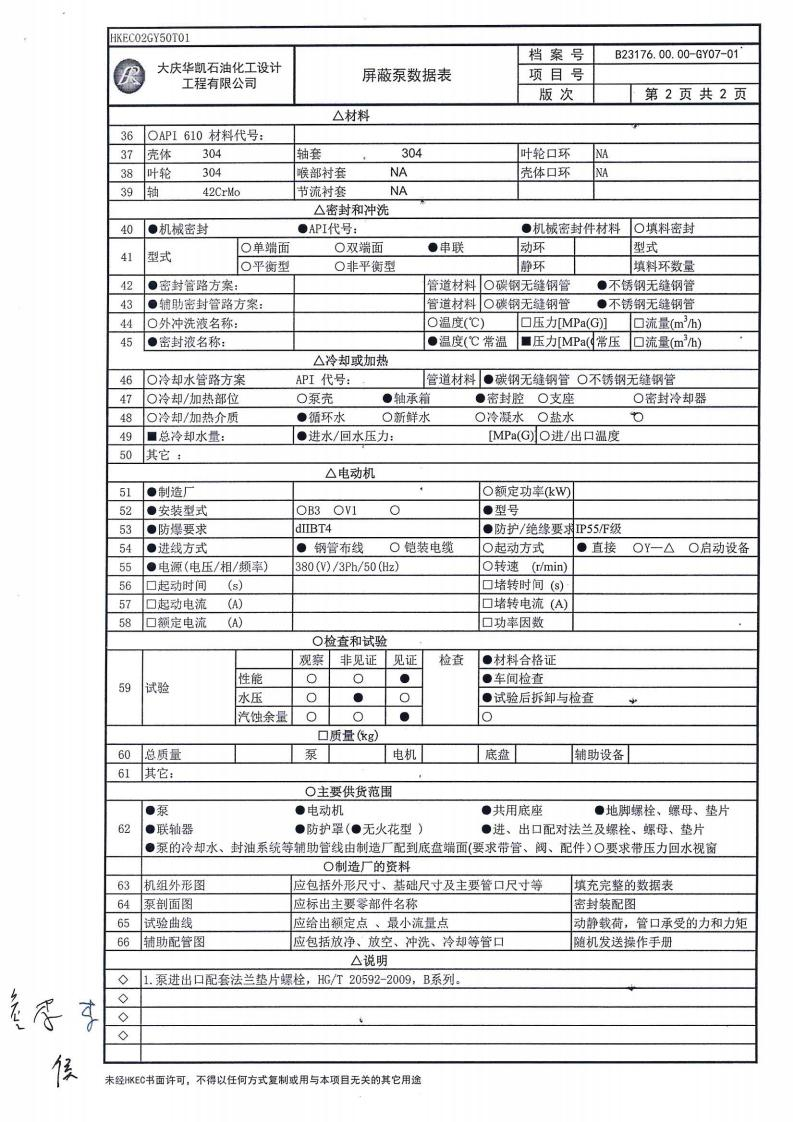 HKEC02GY50T01
大庆华凯石油化工设计
工程有限公司
屏蔽泵数据表
档 案 号 B23176.00.00-GY07-01
项 目 号
版 次 第 2 页 共 2 页
△材料
36 ○API 610 材料代号：
37 壳体 304 轴套 304 叶轮口环 NA
38 叶轮 304 喉部衬套 NA 壳体口环 NA
39 轴 42CrMo 节流衬套 NA
△密封和冲洗
40 ●机械密封 ●API代号： ●机械密封件材料 ○填料密封
41 型式 ○单端面 ○双端面 ●串联 动环 型式
○平衡型 ○非平衡型 静环 填料环数量
42 ●密封管路方案： 管道材料 ○碳钢无缝钢管 ●不锈钢无缝钢管
43 ●辅助密封管路方案： 管道材料 ○碳钢无缝钢管 ●不锈钢无缝钢管
44 ○外冲洗液名称： ○温度(℃) □压力[MPa(G)] □流量(m³/h)
45 ●密封液名称： ●温度(℃ 常温 ■压力[MPa( 常压 □流量(m³/h)
△冷却或加热
46 ○冷却水管路方案 API 代号： 管道材料 ●碳钢无缝钢管 ○不锈钢无缝钢管
47 ○冷却/加热部位 ○泵壳 ●轴承箱 ●密封腔 ○支座 ○密封冷却器
48 ○冷却/加热介质 ●循环水 ○新鲜水 ○冷凝水 ○盐水 ○
49 ■总冷却水量： ●进水/回水压力： [MPa(G) ○进/出口温度
50 其它 ：
△电动机
51 ●制造厂 ○额定功率(kW)
52 ●安装型式 ○B3 ○V1 ○ ●型号
53 ●防爆要求 dIIBT4 ●防护/绝缘要求 IP55/F级
54 ●进线方式 ● 钢管布线 ○ 铠装电缆 ○起动方式 ● 直接 ○Y—△ ○启动设备
55 ●电源(电压/相/频率) 380(V)/3Ph/50(Hz) ○转速 (r/min)
56 □起动时间 (s) □堵转时间 (s)
57 □起动电流 (A) □堵转电流 (A)
58 □额定电流 (A) □功率因数
○检查和试验
59 试验 观察 非见证 见证 检查 ●材料合格证
性能 ○ ○ ● ●车间检查
水压 ○ ● ○ ●试验后拆卸与检查
汽蚀余量 ○ ○ ● ○
□质量(kg)
60 总质量 泵 电机 底盘 辅助设备
61 其它：
○主要供货范围
62 ●泵 ●电动机 ●共用底座 ●地脚螺栓、螺母、垫片
●联轴器 ●防护罩(●无火花型 ) ●进、出口配对法兰及螺栓、螺母、垫片
●泵的冷却水、封油系统等辅助管线由制造厂配到底盘端面(要求带管、阀、配件)○要求带压力回水视窗
○制造厂的资料
63 机组外形图 应包括外形尺寸、基础尺寸及主要管口尺寸等 填充完整的数据表
64 泵剖面图 应标出主要零部件名称 密封装配图
65 试验曲线 应给出额定点 、最小流量点 动静载荷，管口承受的力和力矩
66 辅助配管图 应包括放净、放空、冲洗、冷却等管口 随机发送操作手册
△说明
◇ 1.泵进出口配套法兰垫片螺栓，HG/T 20592-2009，B系列。
◇
◇
◇
未经HKEC书面许可，不得以任何方式复制或用与本项目无关的其它用途